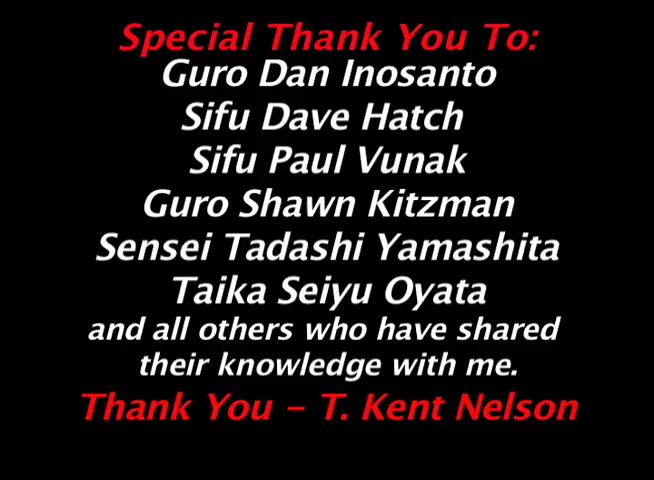 Special Thank You To:
Guro Dan Inosanto
Sifu Dave Hatch
Sifu Paul Vunak
Guro Shawn Kitzman
Sensei Tadashi Yamashita
Taika Seiyu Oyata
and all others who have shared
their knowledge with me.
Thank You - T. Kent Nelson